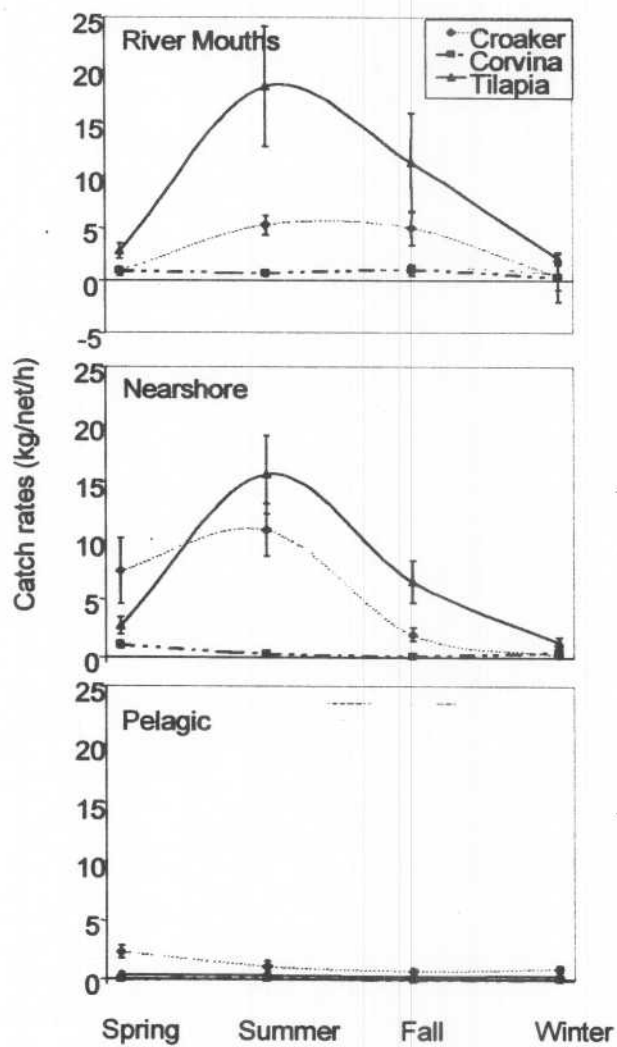 25
River Mouths
Croaker
Corvina
Tilapia
20
15
10
5
0
-5
Catch rates (kg/net/h)
25
Nearshore
20
15
10
5
0
25
Pelagic
20
15
10
5
0
Spring Summer Fall Winter